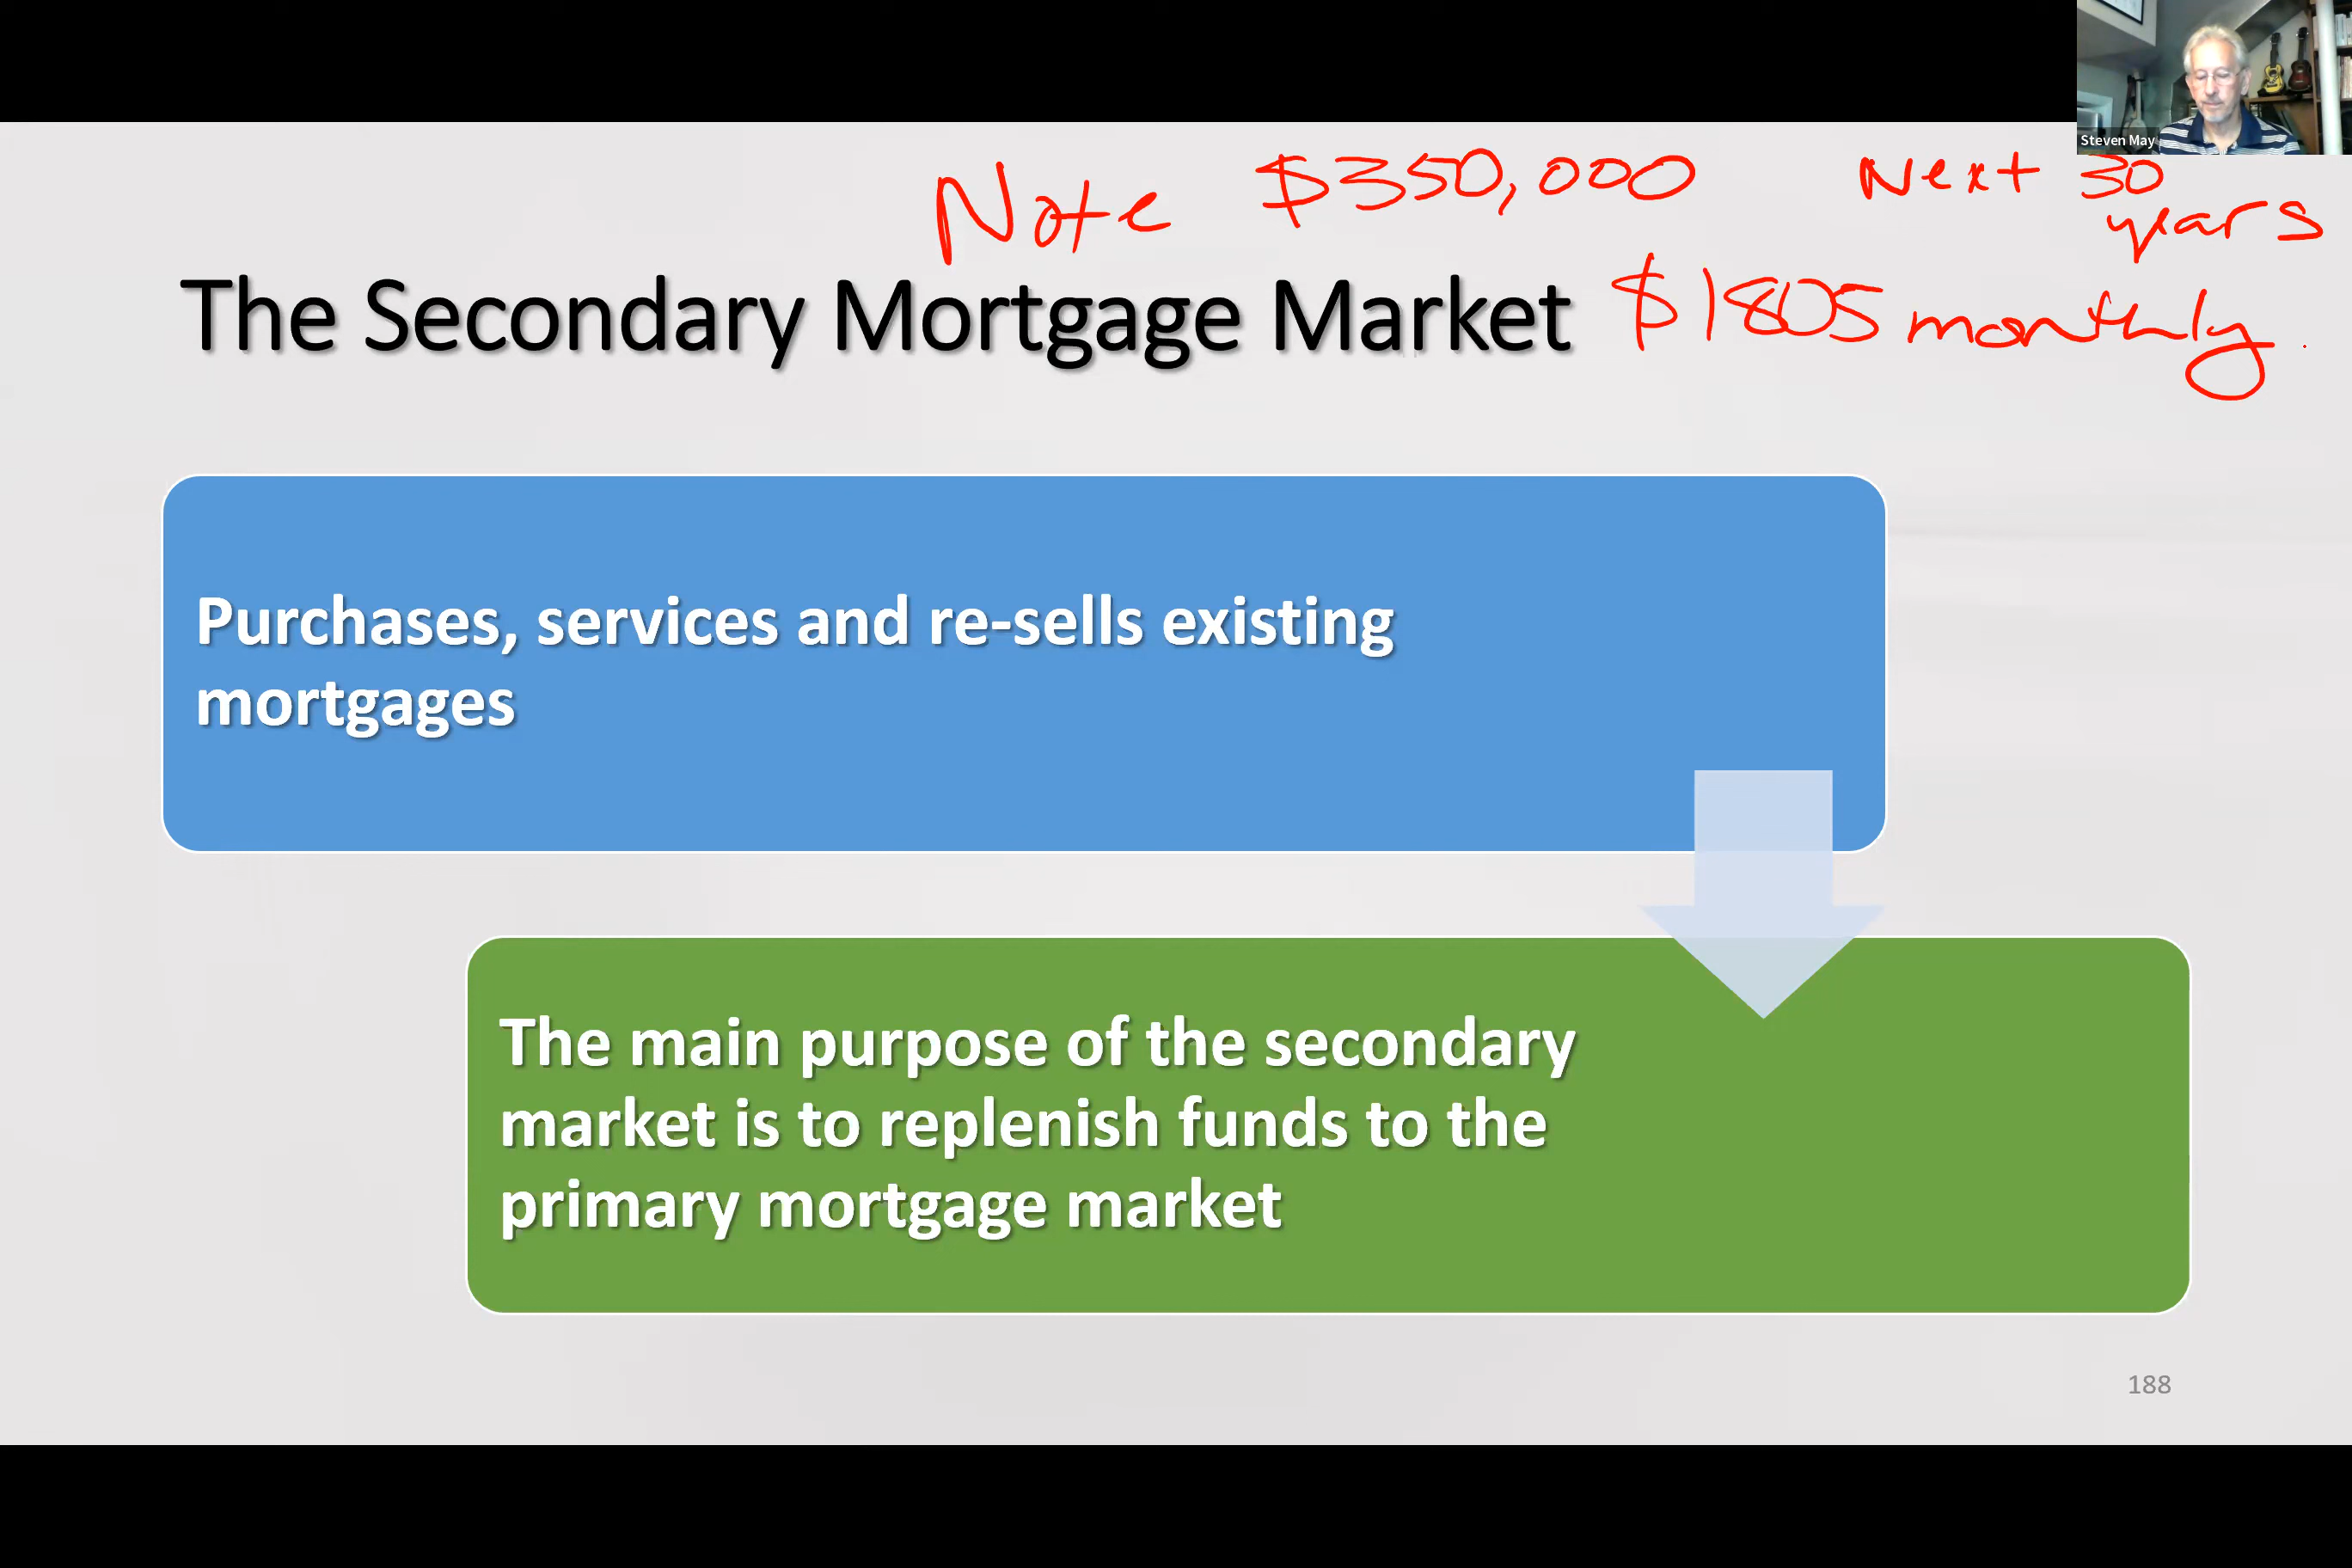 Steven May
Note $350,000 Next 30
years
The Secondary Mortgage Market $1805 monthly.
Purchases, services and re-sells existing
mortgages
The main purpose of the secondary
market is to replenish funds to the
primary mortgage market
188